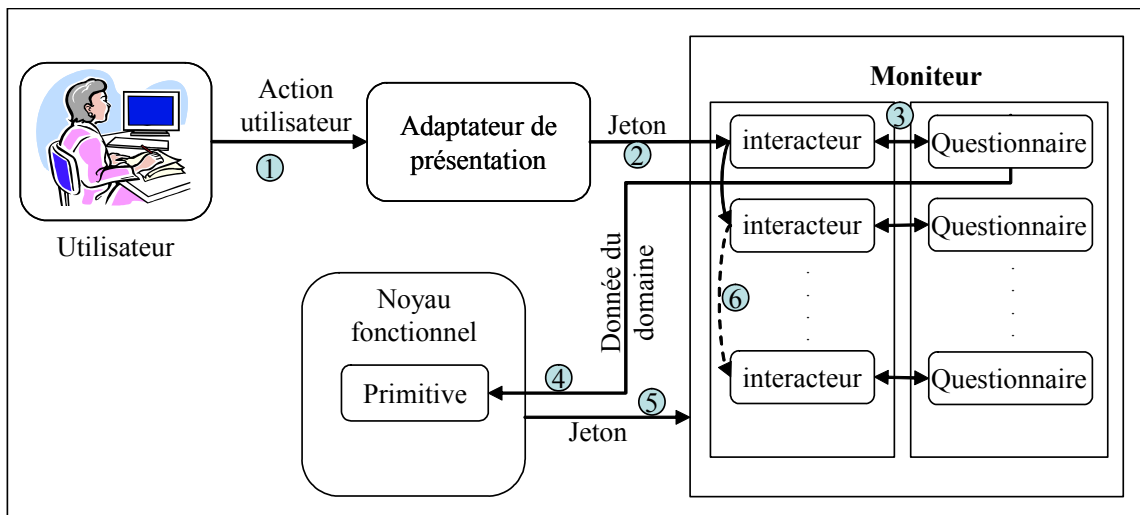 Moniteur
Action
utilisateur
1
Adaptateur de
présentation
Jeton
2
interacteur
3
Questionnaire
Utilisateur
interacteur
Questionnaire
Donnée du
domaine
6
Noyau
fonctionnel
Primitive
4
5
Jeton
interacteur
Questionnaire